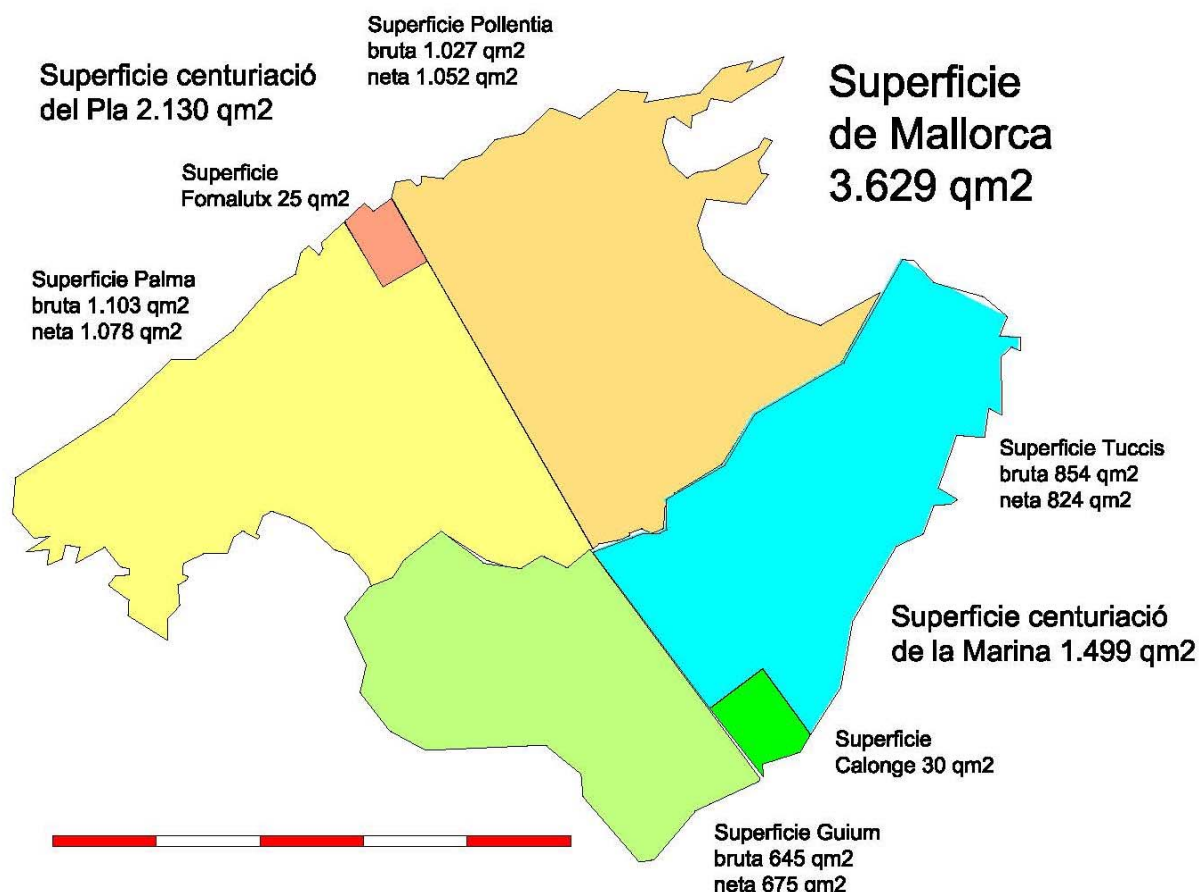 Superficie Pollentia
bruta 1.027 qm2
neta 1.052 qm2
Superficie centuriació
del Pla 2.130 qm2
Superficie
de Mallorca
3.629 qm2
Superficie
Fornalutx 25 qm2
Superficie Palma
bruta 1.103 qm2
neta 1.078 qm2
Superficie Tuccis
bruta 854 qm2
neta 824 qm2
Superficie centuriació
de la Marina 1.499 qm2
Superficie
Calonge 30 qm2
Superficie Guium
bruta 645 qm2
neta 675 qm2